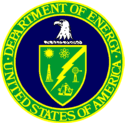 DEPARTMENT OF ENERGY
UNITED STATES OF AMERICA